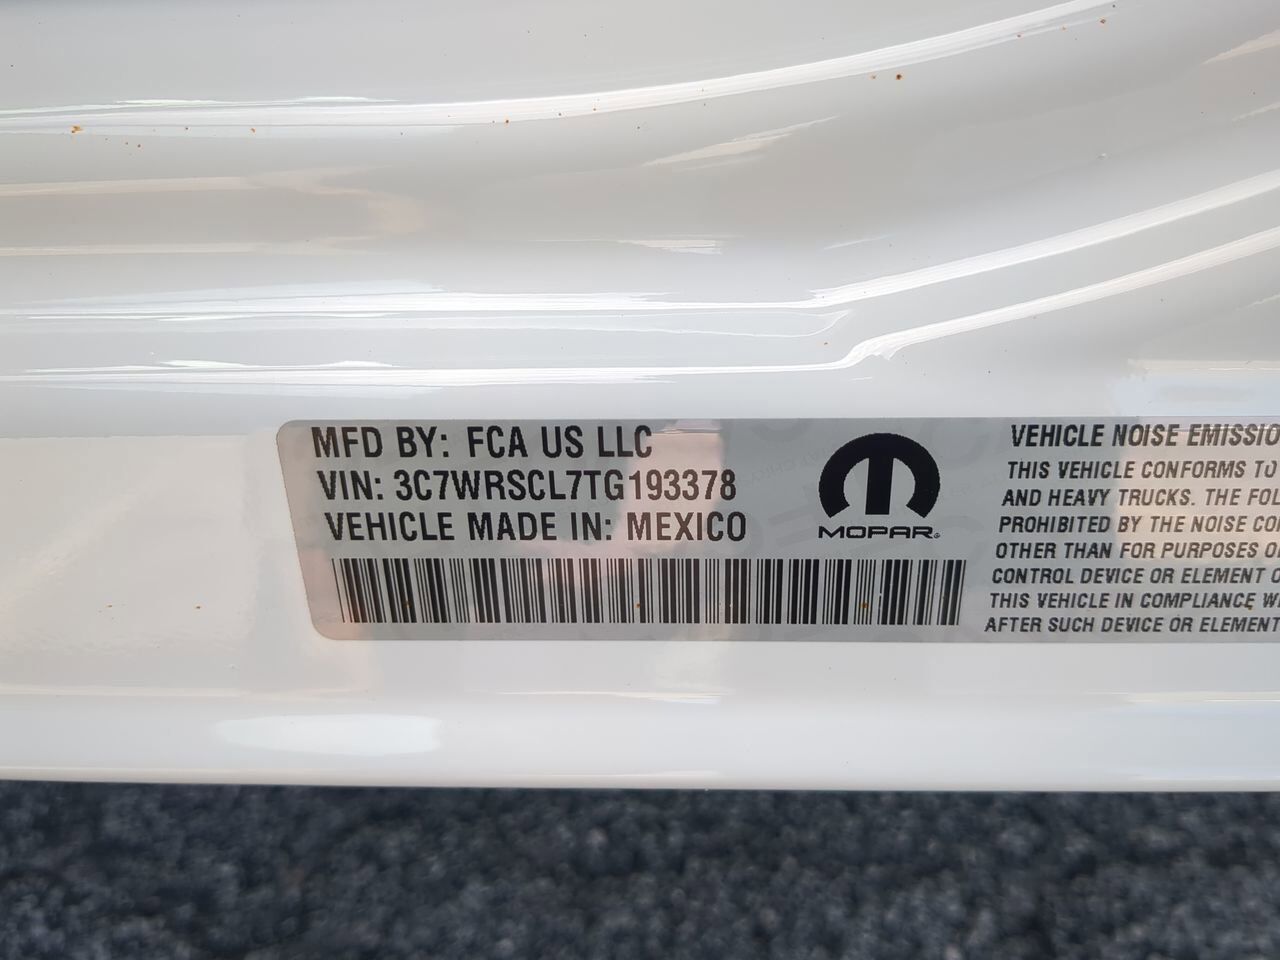 MFD BY: FCA US LLC
VIN: 3C7WRSCL7TG193378
VEHICLE MADE IN: MEXICO
MOPAR®
VEHICLE NOISE EMISSIO
THIS VEHICLE CONFORMS TO
AND HEAVY TRUCKS. THE FOL
PROHIBITED BY THE NOISE CO
OTHER THAN FOR PURPOSES O
CONTROL DEVICE OR ELEMENT O
THIS VEHICLE IN COMPLIANCE W
AFTER SUCH DEVICE OR ELEMENT